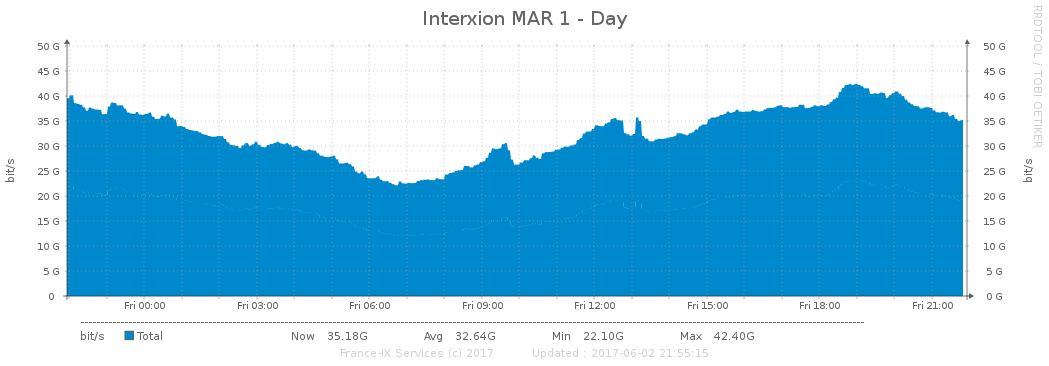 Interxion MAR 1 - Day
RRDTOOL / TOBI OETIKER
50 G 50 G
45 G 45 G
40 G 40 G
35 G 35 G
30 G 30 G
25 G 25 G
20 G 20 G
15 G 15 G
10 G 10 G
5 G 5 G
0 0 G
bit/s bit/s
Fri 00:00 Fri 03:00 Fri 06:00 Fri 09:00 Fri 12:00 Fri 15:00 Fri 18:00 Fri 21:00
bit/s Total Now 35.18G Avg 32.64G Min 22.10G Max 42.40G
France-IX Services (c) 2017 Updated : 2017-06-02 21:55:15